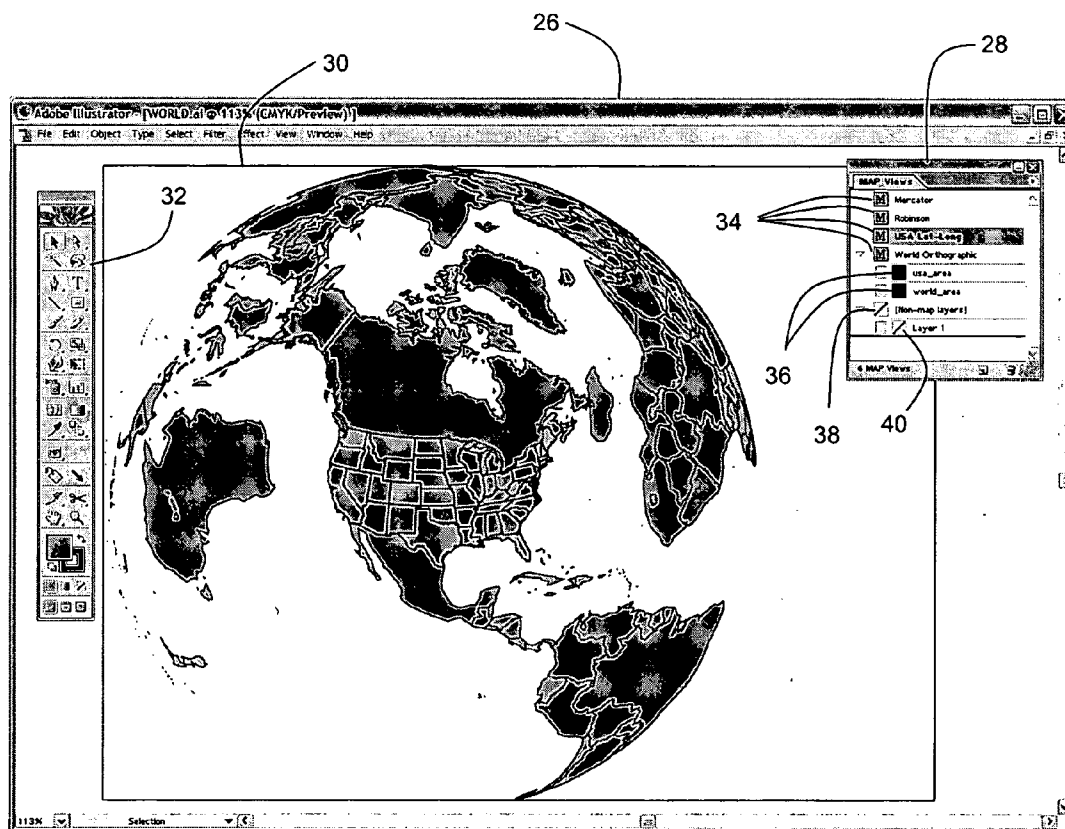 26
28
30
Adobe Illustrator - [WORLD.ai @ 113% (CMYK/Preview)]
File Edit Object Type Select Filter Effect View Window Help
32
34
MAP Views
Mercator
Robinson
USA Lat-Long
World Orthographic
usa_area
world_area
[Non-map layers]
Layer 1
6 MAP Views
36
38
40
113% Selection